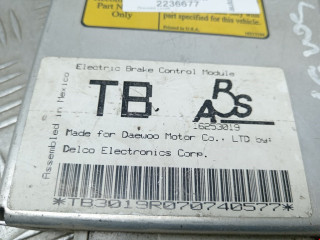 Part N
Only
2236677
part specified for this vehicle.
Electric Brake Control Module
TB
ABS
16253019
Made for Daewoo Motor Co., LTD by:
Delco Electronics Corp.
Assembled in Mexico
*TB3019R070740577*